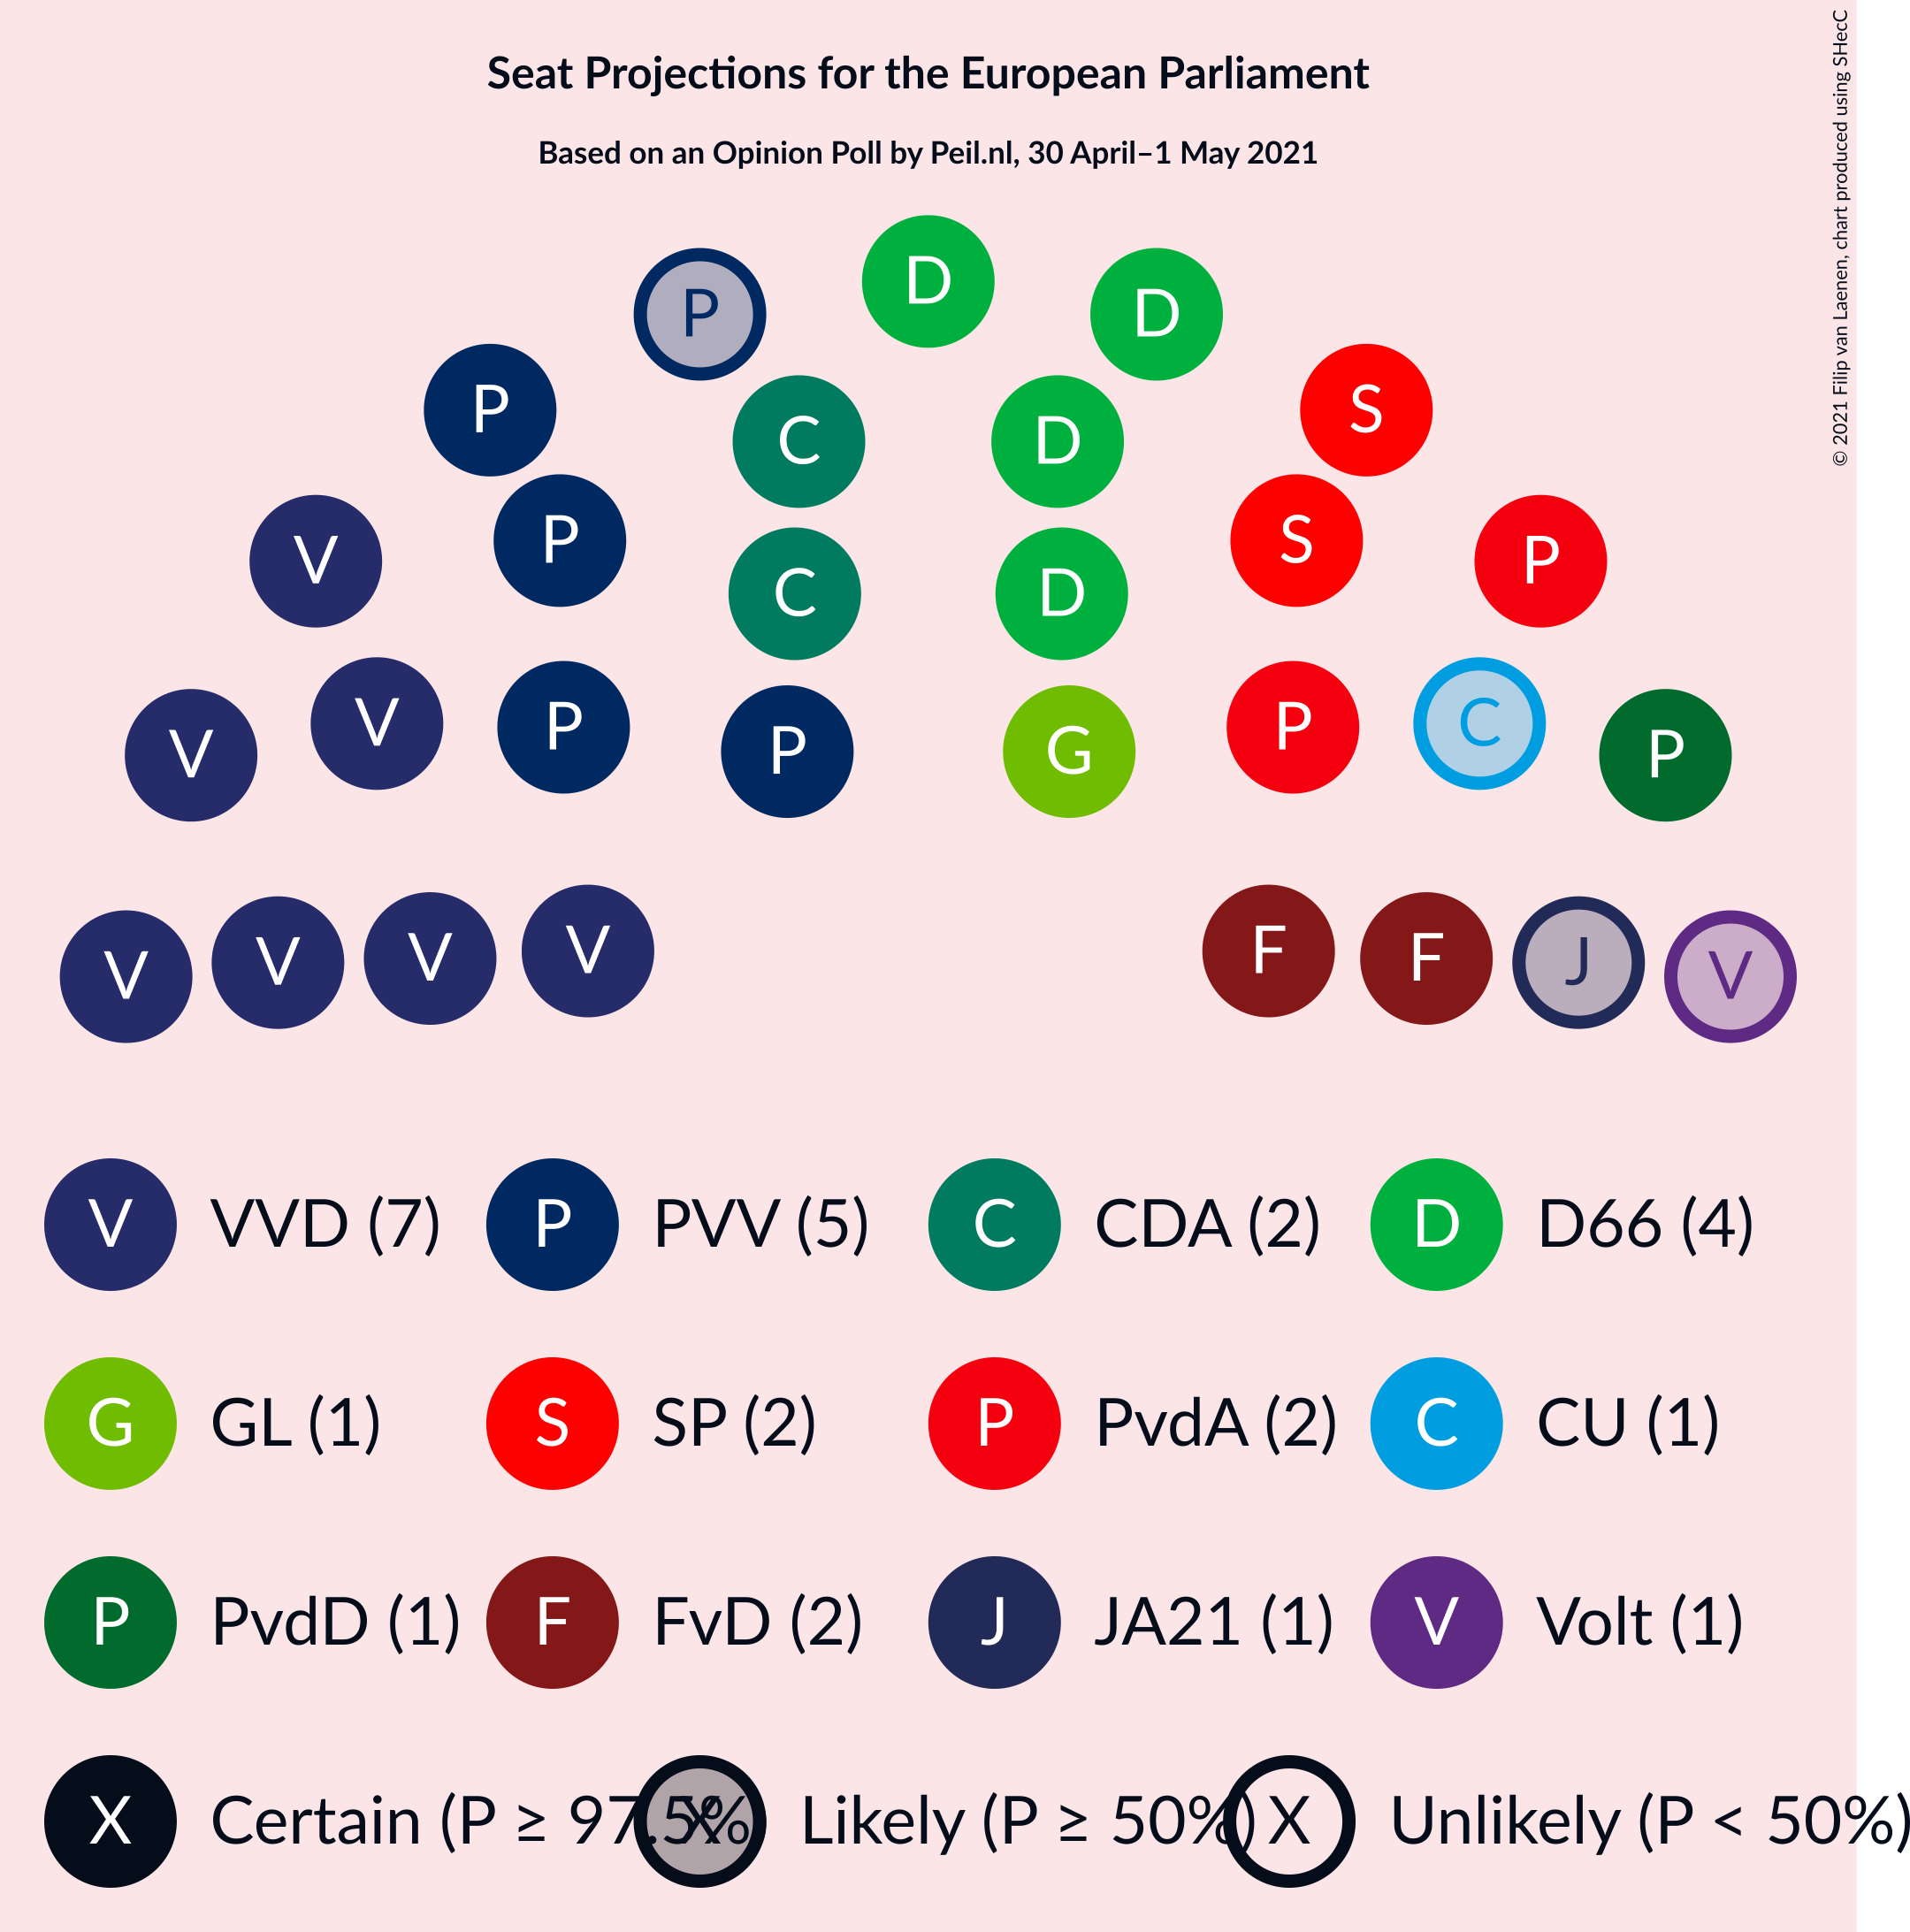 Seat Projections for the European Parliament
Based on an Opinion Poll by Peil.nl, 30 April–1 May 2021
© 2021 Filip van Laenen, chart produced using SHecC
D
P D
P S
C D
V P S P
C D
V V P P G P C P
V V V V F F J V
V VVD (7) P PVV (5) C CDA (2) D D66 (4)
G GL (1) S SP (2) P PvdA (2) C CU (1)
P PvdD (1) F FvD (2) J JA21 (1) V Volt (1)
X Certain (P ≥ 97.5% X Likely (P ≥ 50%) X Unlikely (P < 50%)